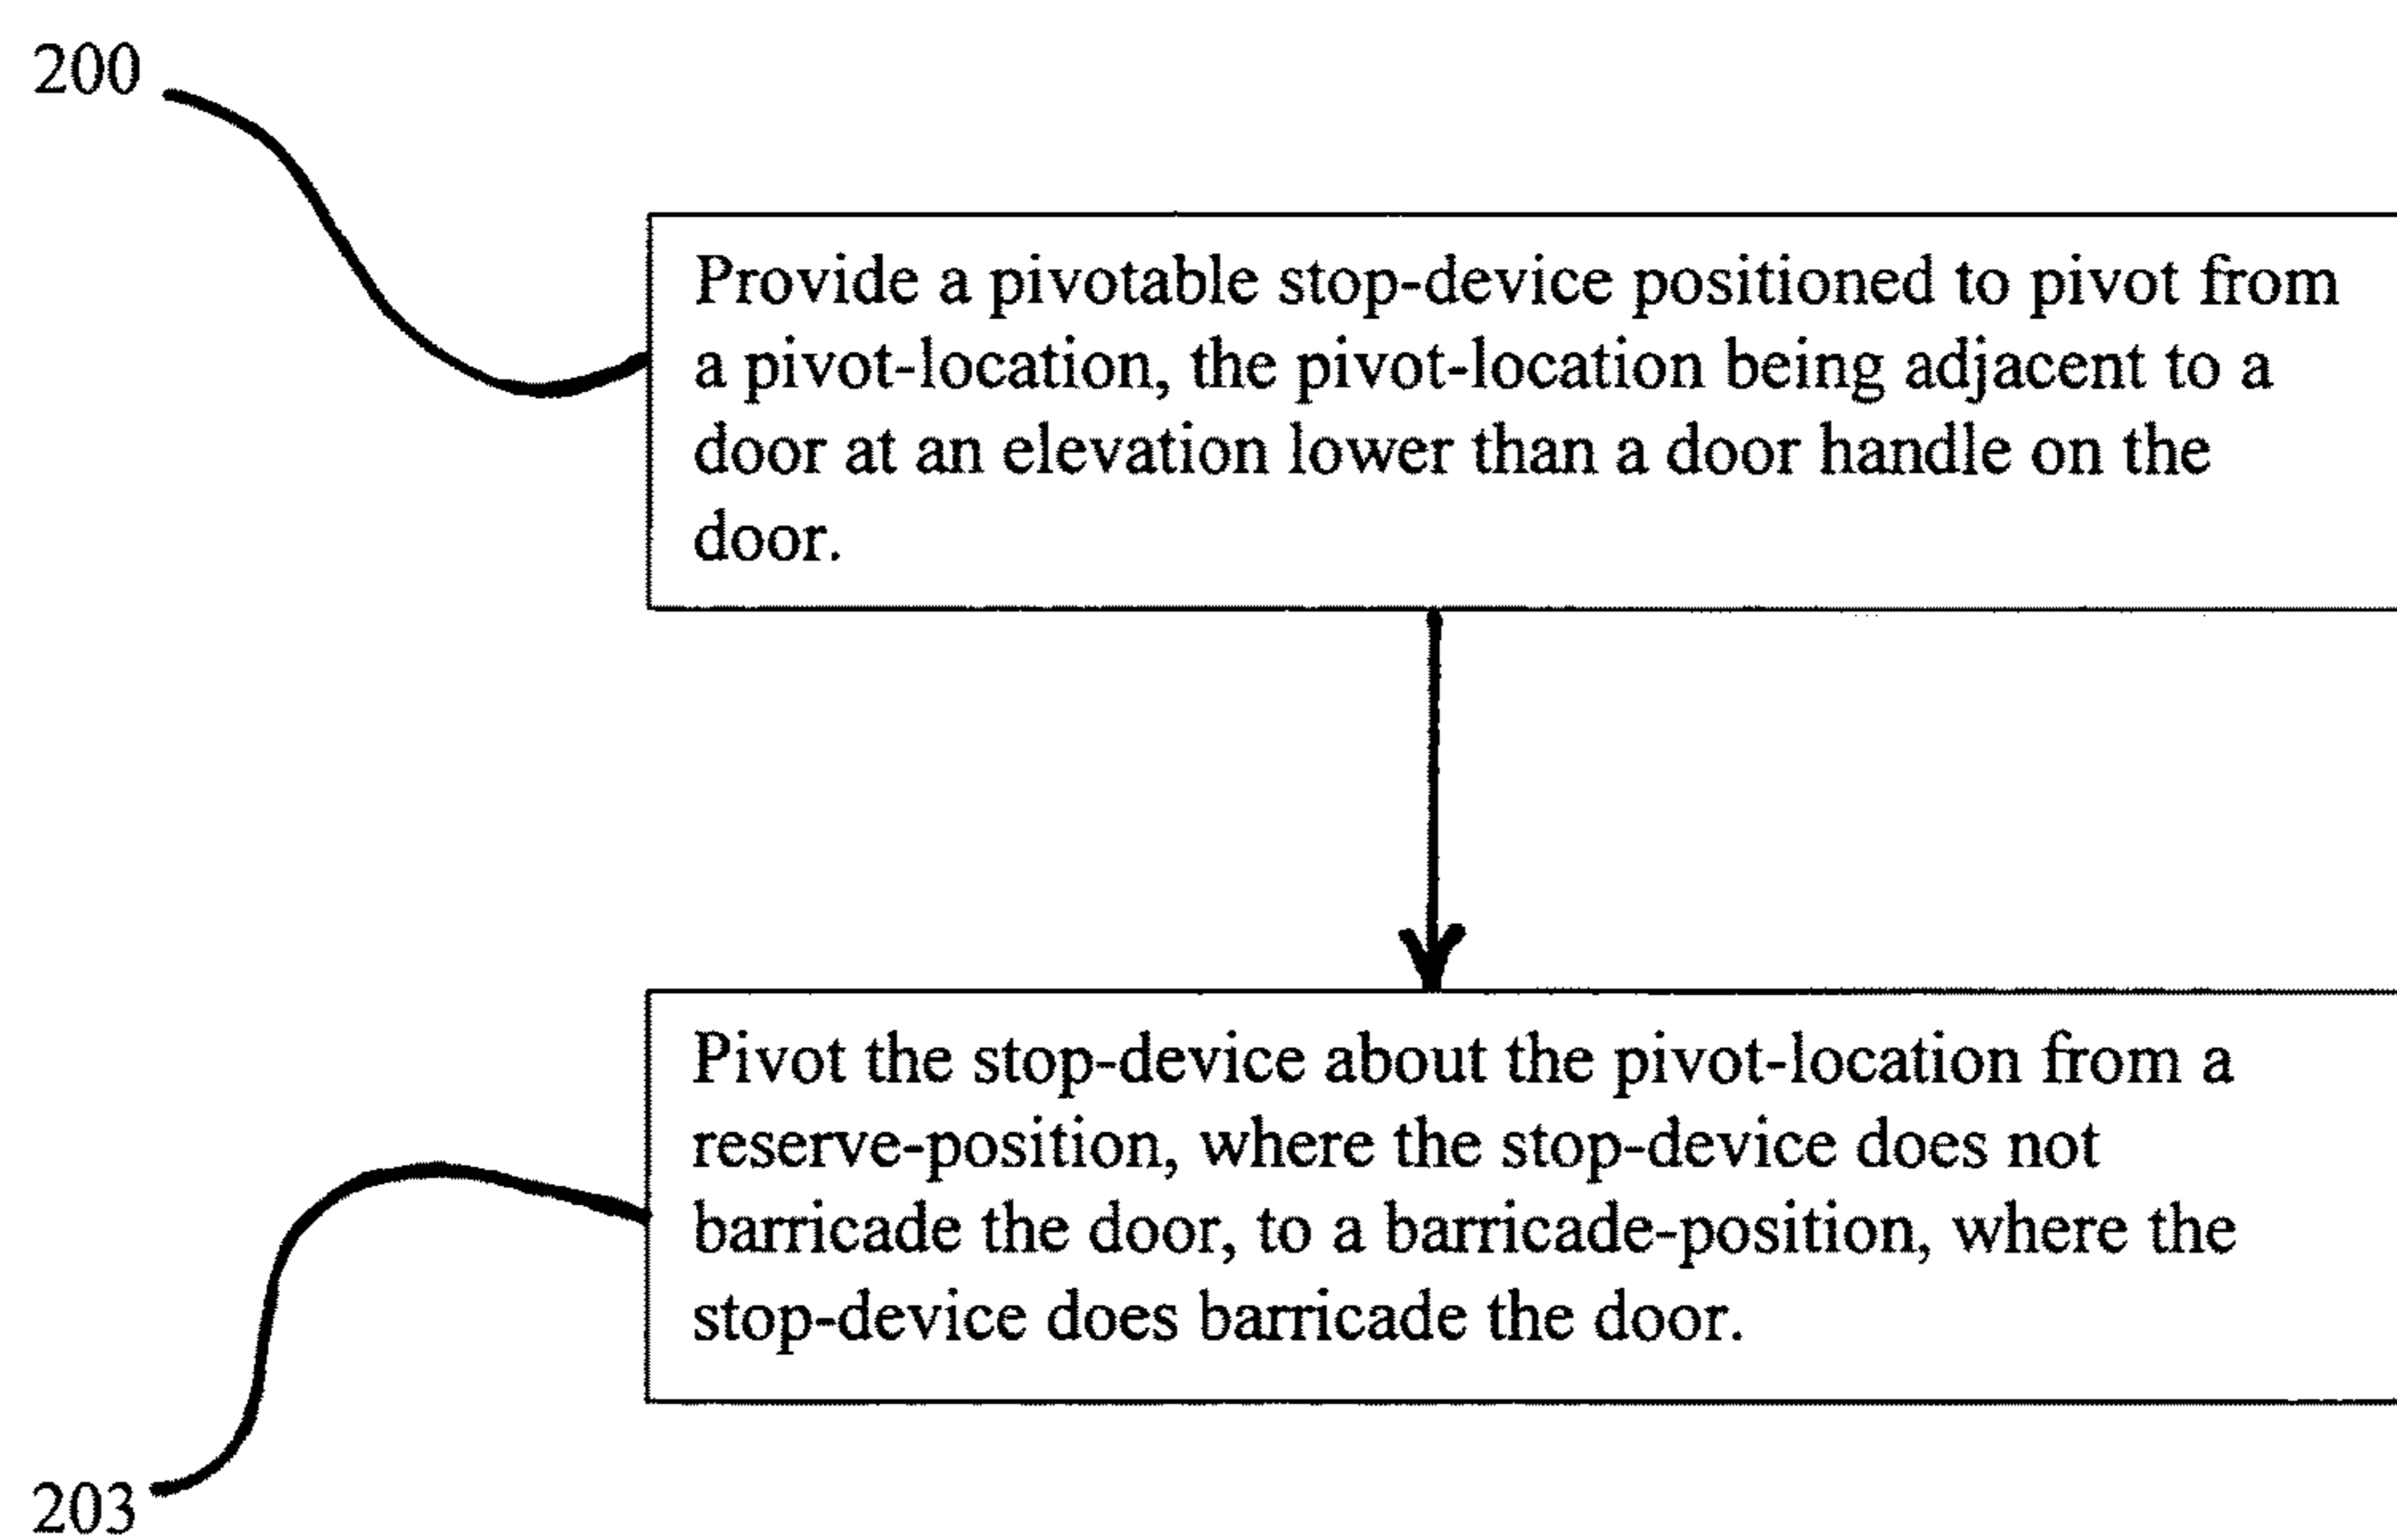 200
Provide a pivotable stop-device positioned to pivot from
a pivot-location, the pivot-location being adjacent to a
door at an elevation lower than a door handle on the
door.
Pivot the stop-device about the pivot-location from a
reserve-position, where the stop-device does not
barricade the door, to a barricade-position, where the
stop-device does barricade the door.
203